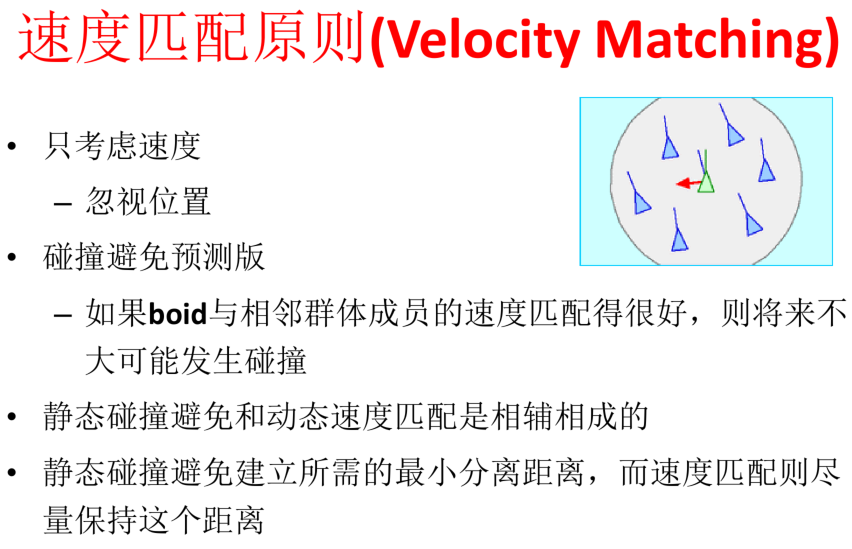 速度匹配原则(Velocity Matching)
• 只考虑速度
– 忽视位置
• 碰撞避免预测版
– 如果boid与相邻群体成员的速度匹配得很好，则将来不
大可能发生碰撞
• 静态碰撞避免和动态速度匹配是相辅相成的
• 静态碰撞避免建立所需的最小分离距离，而速度匹配则尽
量保持这个距离